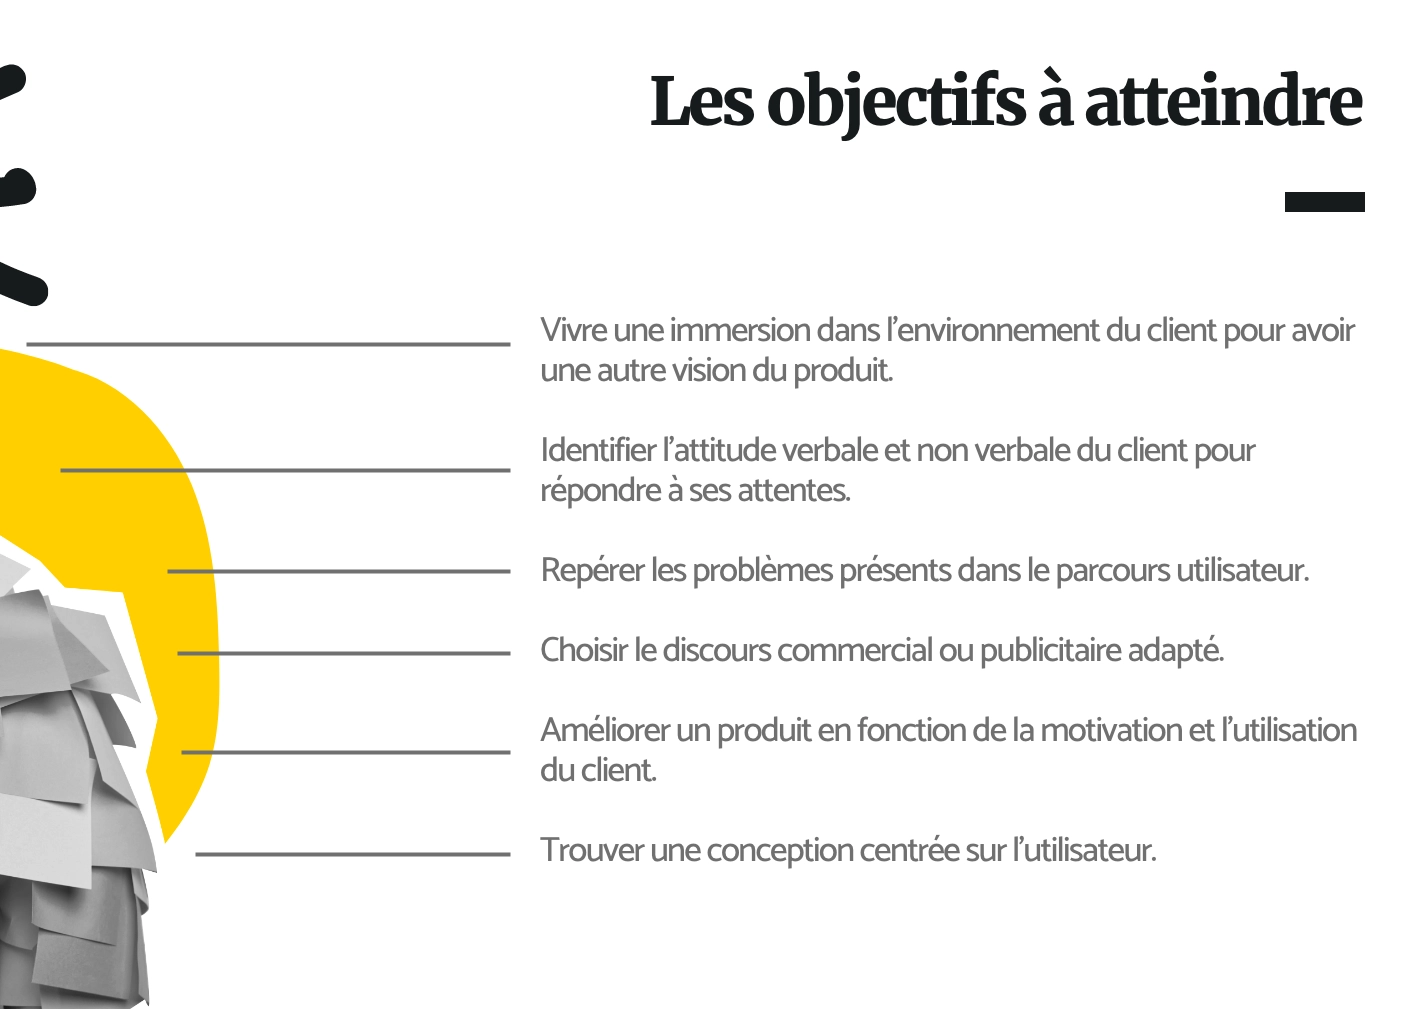 Les objectifs à atteindre
Vivre une immersion dans l’environnement du client pour avoir
une autre vision du produit.
Identifier l’attitude verbale et non verbale du client pour
répondre à ses attentes.
Repérer les problèmes présents dans le parcours utilisateur.
Choisir le discours commercial ou publicitaire adapté.
Améliorer un produit en fonction de la motivation et l’utilisation
du client.
Trouver une conception centrée sur l’utilisateur.